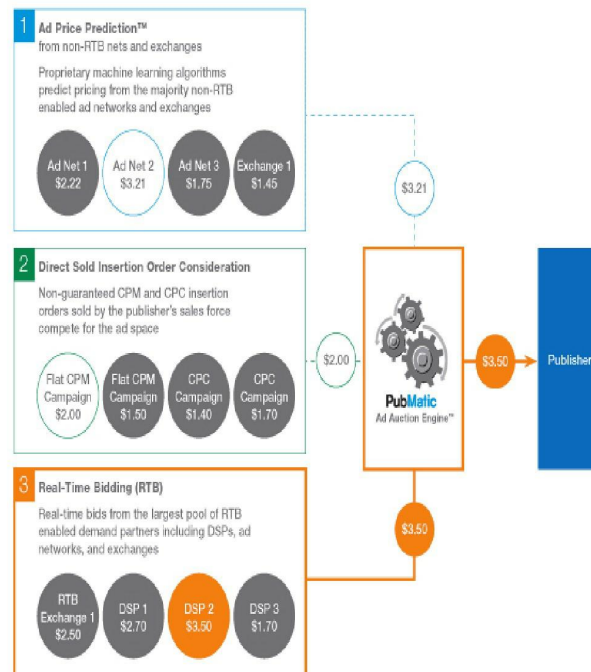 1 Ad Price Prediction™
from non-RTB nets and exchanges
Proprietary machine learning algorithms
predict pricing from the majority non-RTB
enabled ad networks and exchanges
Ad Net 1
$2.22
Ad Net 2
$3.21
Ad Net 3
$1.75
Exchange 1
$1.45
$3.21
2 Direct Sold Insertion Order Consideration
Non-guaranteed CPM and CPC insertion
orders sold by the publisher's sales force
compete for the ad space
Flat CPM
Campaign
$2.00
Flat CPM
Campaign
$1.50
CPC
Campaign
$1.40
CPC
Campaign
$1.70
$2.00
PubMatic
Ad Auction Engine™
$3.50
Publisher
3 Real-Time Bidding (RTB)
Real-time bids from the largest pool of RTB
enabled demand partners including DSPs, ad
networks, and exchanges
RTB
Exchange 1
$2.50
DSP 1
$2.70
DSP 2
$3.50
DSP 3
$1.70
$3.50